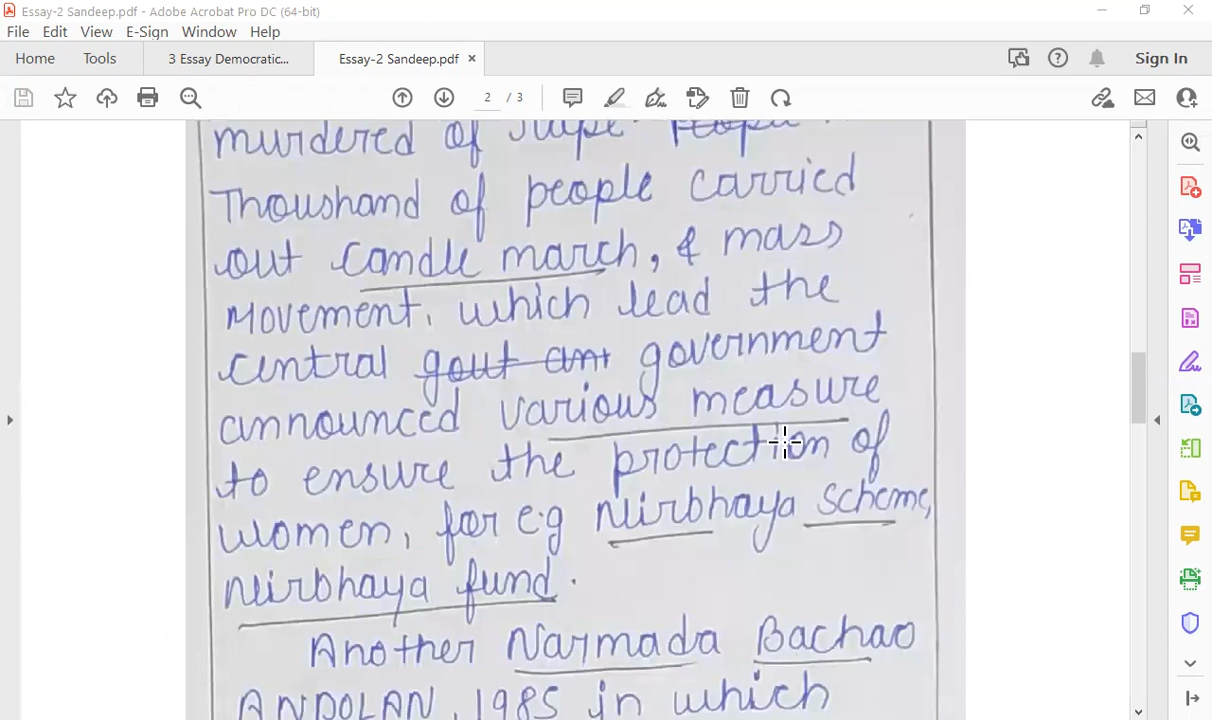 Essay-2 Sandeep.pdf - Adobe Acrobat Pro DC (64-bit)
File Edit View E-Sign Window Help
Home Tools 3 Essay Democratic... Essay-2 Sandeep.pdf × Sign In
2 / 3
murdered of
Thoushand of people carried
out candle march, & mass
movement, which lead the
central govt ant government
announced various measure
to ensure the protection of
women, for e.g Nirbhaya Scheme,
Nirbhaya fund.
Another Narmada Bachao
ANDOLAN, 1985 in which